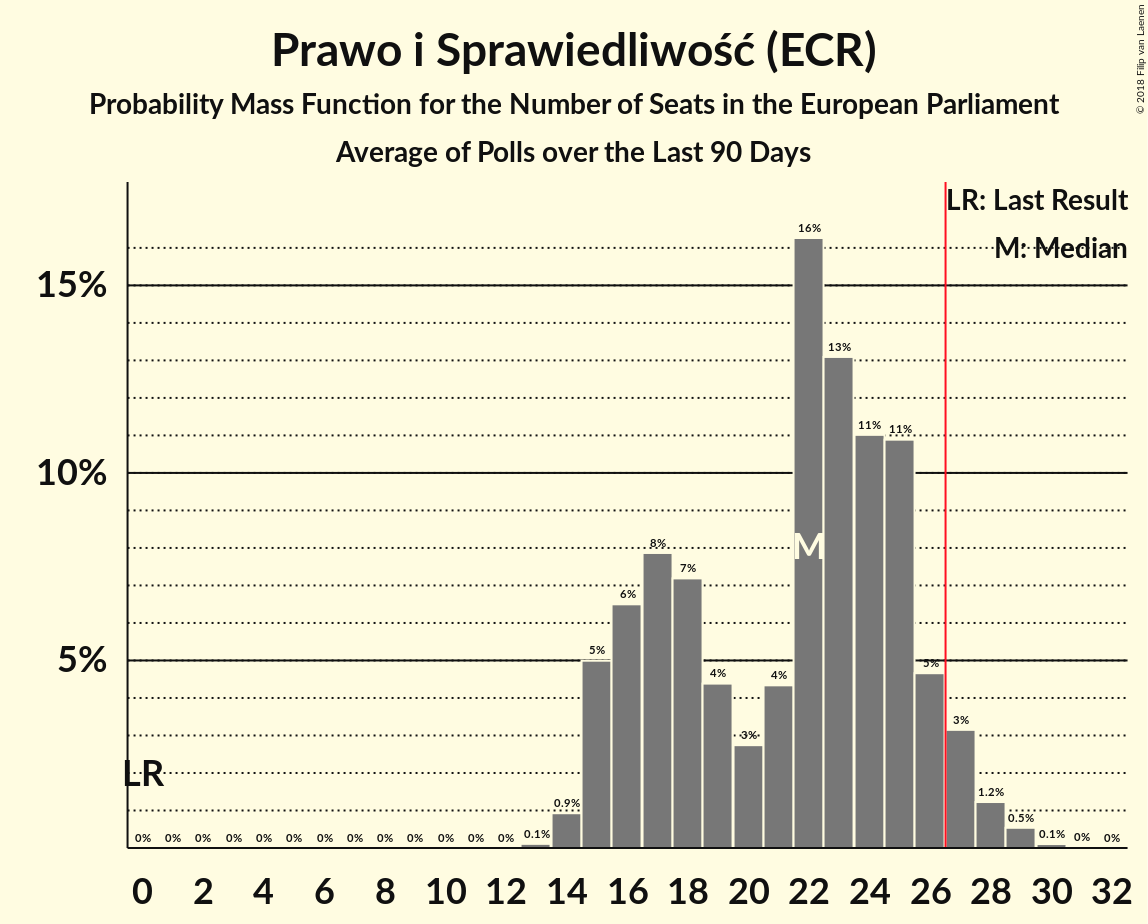 Prawo i Sprawiedliwość (ECR)
Probability Mass Function for the Number of Seats in the European Parliament
Average of Polls over the Last 90 Days
© 2018 Filip van Laenen
LR: Last Result
M: Median
15%
10%
5%
LR
M
0% 0% 0% 0% 0% 0% 0% 0% 0% 0% 0% 0% 0% 0.1% 0.9% 5% 6% 8% 7% 4% 3% 4% 16% 13% 11% 11% 5% 3% 1.2% 0.5% 0.1% 0% 0%
0 2 4 6 8 10 12 14 16 18 20 22 24 26 28 30 32